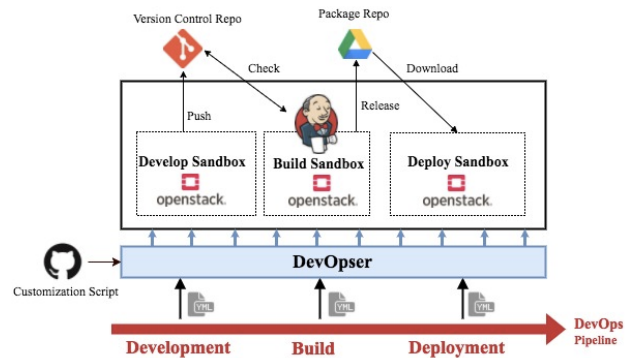 Version Control Repo
Package Repo
Check
Download
Push
Release
Develop Sandbox
Build Sandbox
Deploy Sandbox
openstack.
openstack.
openstack.
DevOpser
Customization Script
YML
YML
YML
DevOps
Pipeline
Development
Build
Deployment